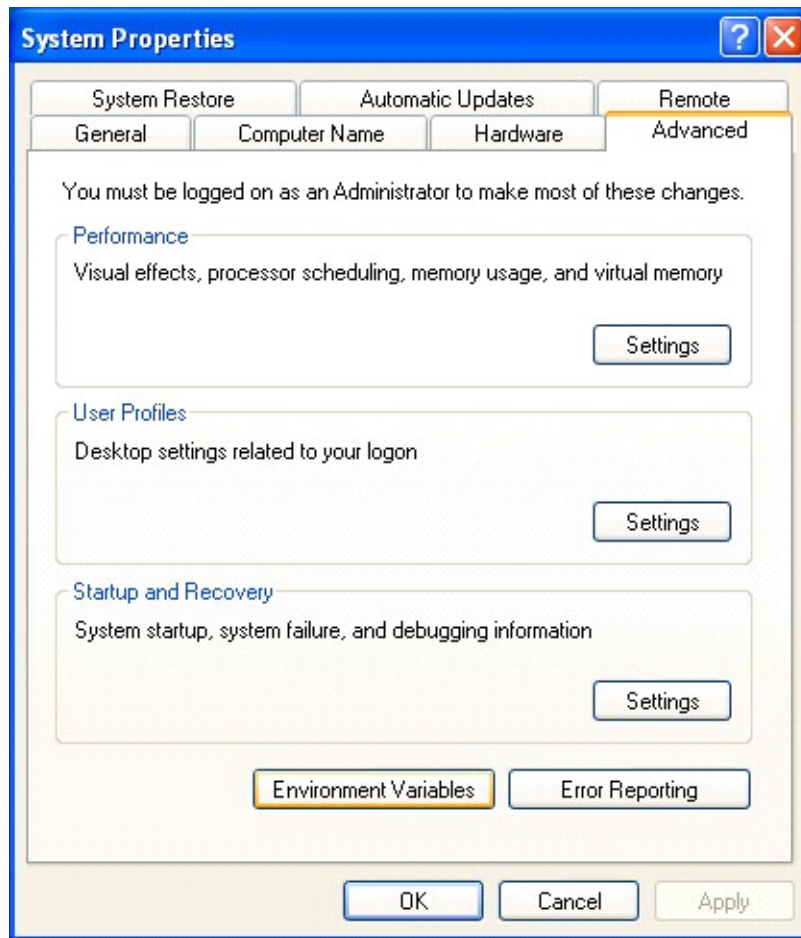 System Properties
?
System Restore
Automatic Updates
Remote
General
Computer Name
Hardware
Advanced
You must be logged on as an Administrator to make most of these changes.
Performance
Visual effects, processor scheduling, memory usage, and virtual memory
Settings
User Profiles
Desktop settings related to your logon
Settings
Startup and Recovery
System startup, system failure, and debugging information
Settings
Environment Variables
Error Reporting
OK
Cancel
Apply